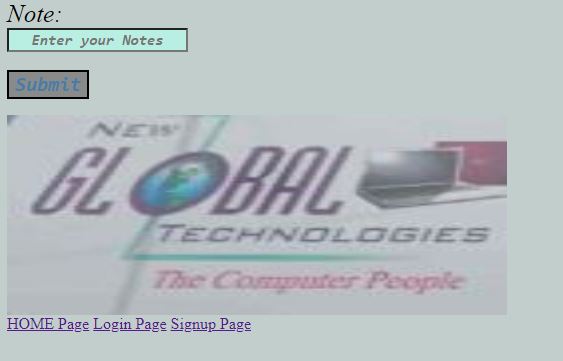 Note:
Enter your Notes
Submit
NEW
GLOBAL
TECHNOLOGIES
The Computer People
HOME Page Login Page Signup Page